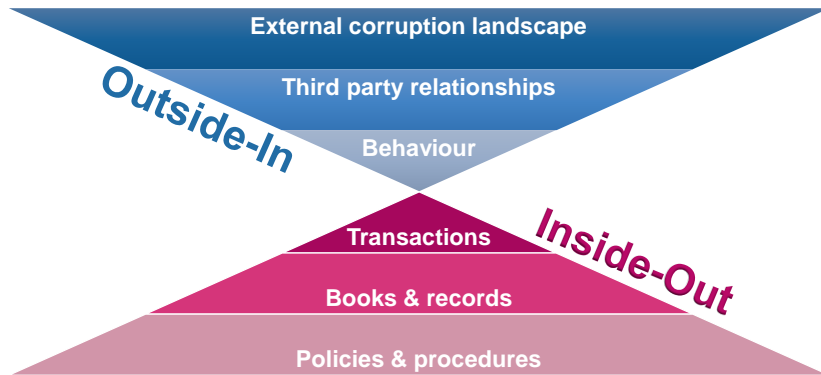 External corruption landscape
Third party relationships
Outside-In
Behaviour
Transactions
Inside-Out
Books & records
Policies & procedures